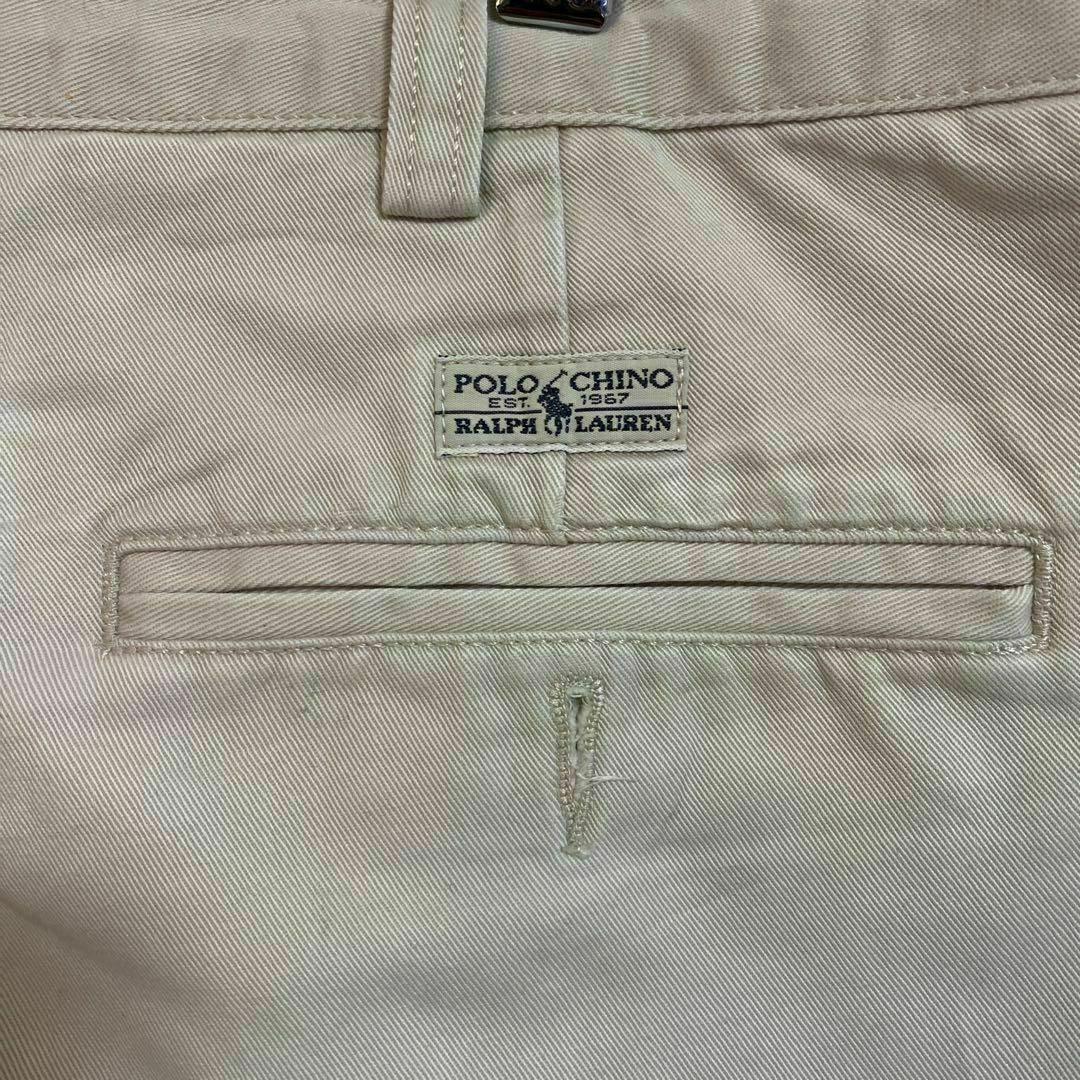 POLO CHINO
EST. 1967
RALPH LAUREN